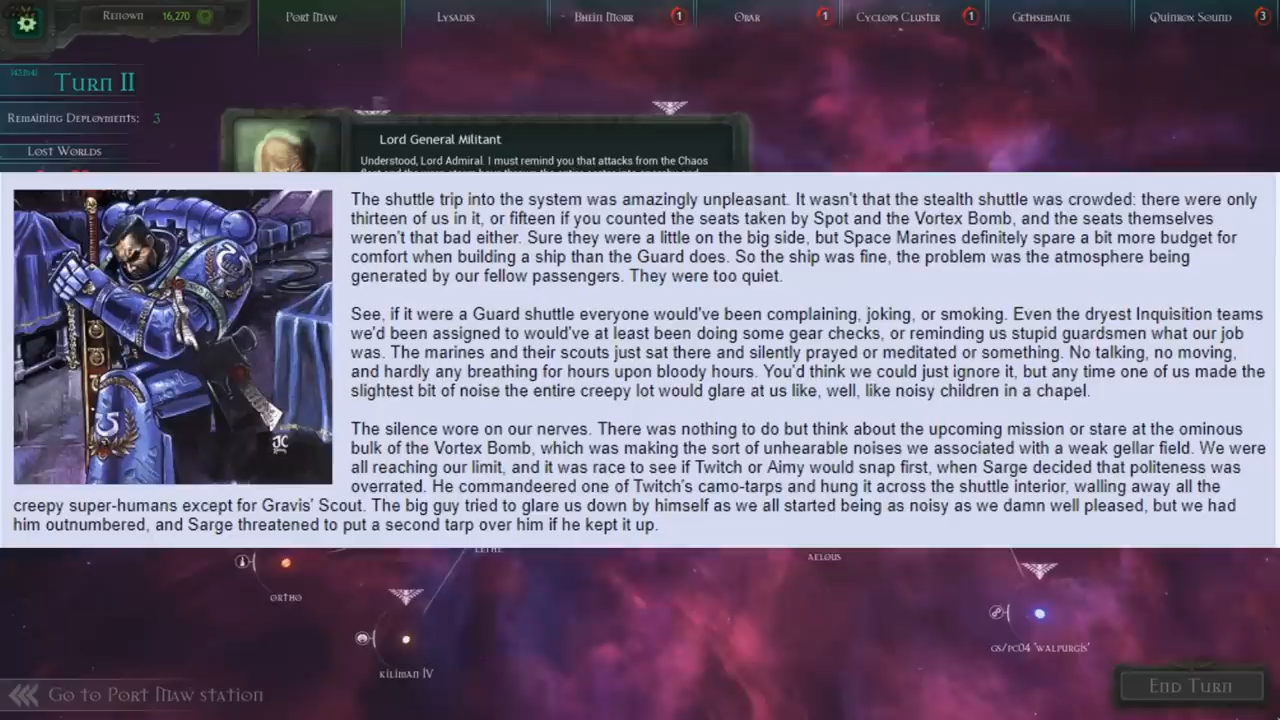 Renown 16,270
Port Maw
Lysades
Bhein Morr 1
Obar 1
Cyclops Cluster 1
Gethsemane
Quinrox Sound 3
Turn II
Remaining Deployments: 3
Lost Worlds
Lord General Militant
Understood, Lord Admiral. I must remind you that attacks from the Chaos
The shuttle trip into the system was amazingly unpleasant. It wasn't that the stealth shuttle was crowded: there were only
thirteen of us in it, or fifteen if you counted the seats taken by Spot and the Vortex Bomb, and the seats themselves
weren't that bad either. Sure they were a little on the big side, but Space Marines definitely spare a bit more budget for
comfort when building a ship than the Guard does. So the ship was fine, the problem was the atmosphere being
generated by our fellow passengers. They were too quiet.
See, if it were a Guard shuttle everyone would've been complaining, joking, or smoking. Even the dryest Inquisition teams
we'd been assigned to would've at least been doing some gear checks, or reminding us stupid guardsmen what our job
was. The marines and their scouts just sat there and silently prayed or meditated or something. No talking, no moving,
and hardly any breathing for hours upon bloody hours. You'd think we could just ignore it, but any time one of us made the
slightest bit of noise the entire creepy lot would glare at us like, well, like noisy children in a chapel.
The silence wore on our nerves. There was nothing to do but think about the upcoming mission or stare at the ominous
bulk of the Vortex Bomb, which was making the sort of unhearable noises we associated with a weak gellar field. We were
all reaching our limit, and it was race to see if Twitch or Aimy would snap first, when Sarge decided that politeness was
overrated. He commandeered one of Twitch's camo-tarps and hung it across the shuttle interior, walling away all the
creepy super-humans except for Gravis' Scout. The big guy tried to glare us down by himself as we all started being as noisy as we damn well pleased, but we had
him outnumbered, and Sarge threatened to put a second tarp over him if he kept it up.
JC
Lethe
Aelous
Ortho
Kiliman IV
GS/PC04 'Walpurgis'
Go to Port Maw station
End Turn